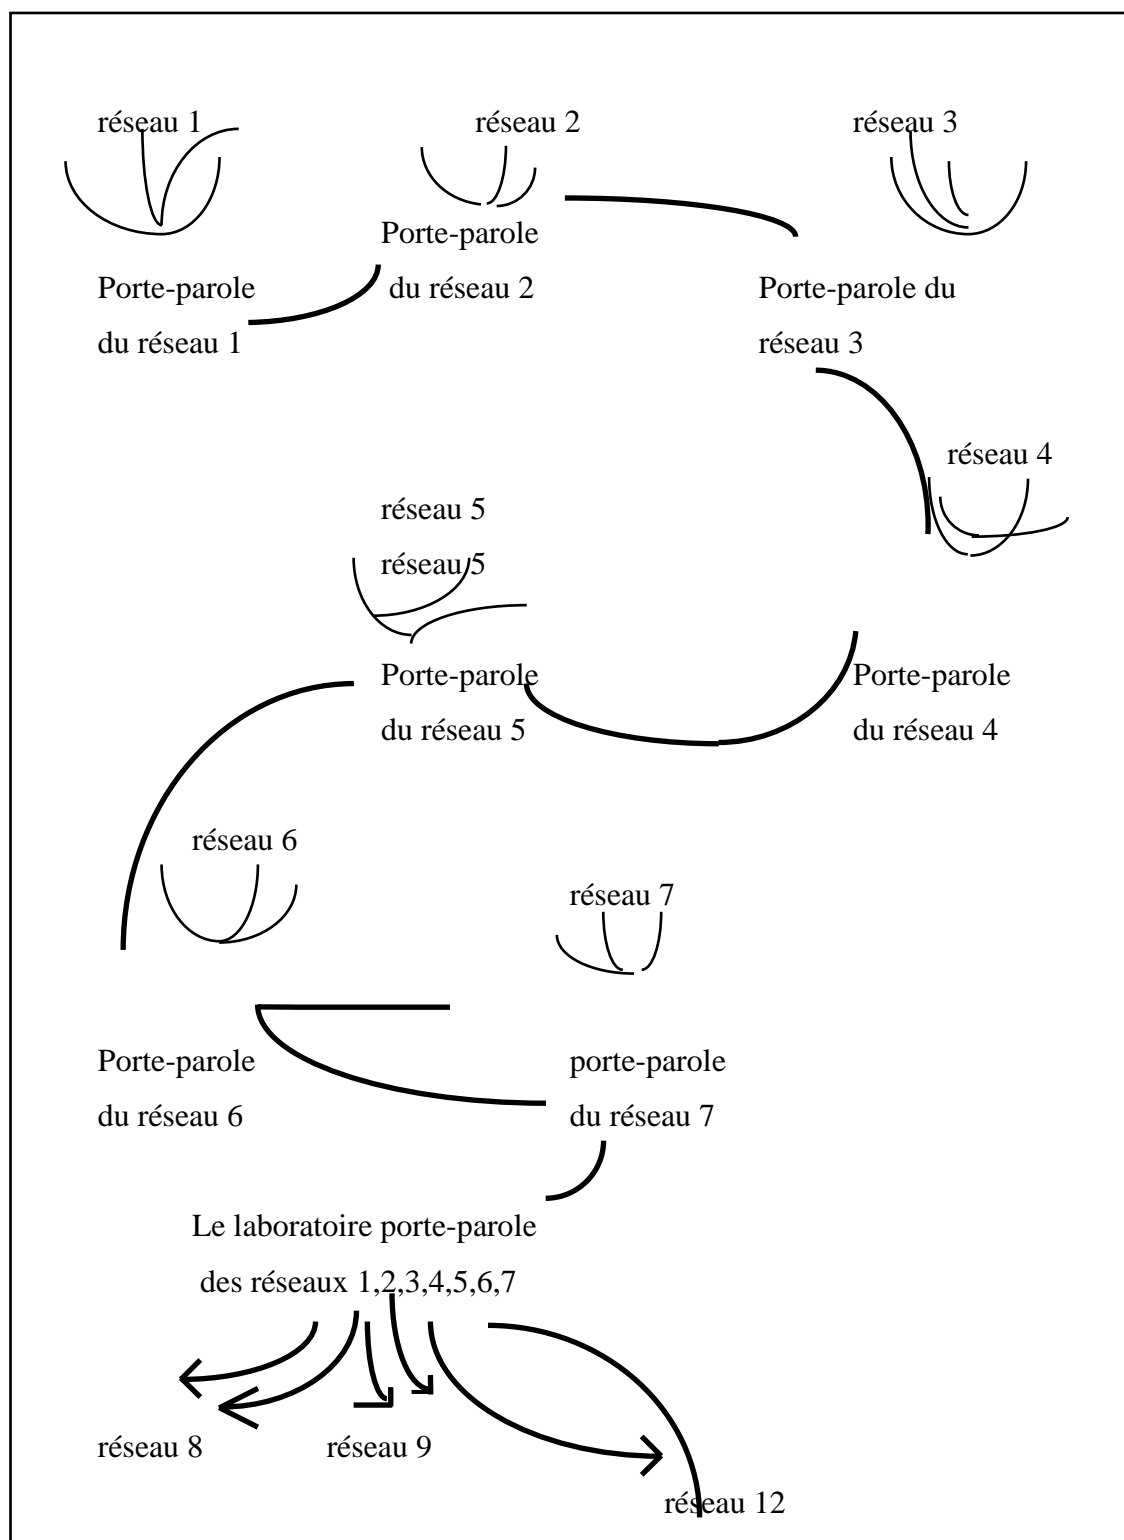 réseau 1
réseau 2
réseau 3
Porte-parole
du réseau 1
Porte-parole
du réseau 2
Porte-parole du
réseau 3
réseau 4
réseau 5
réseau 5
Porte-parole
du réseau 5
Porte-parole
du réseau 4
réseau 6
réseau 7
Porte-parole
du réseau 6
porte-parole
du réseau 7
Le laboratoire porte-parole
des réseaux 1,2,3,4,5,6,7
réseau 8
réseau 9
réseau 12